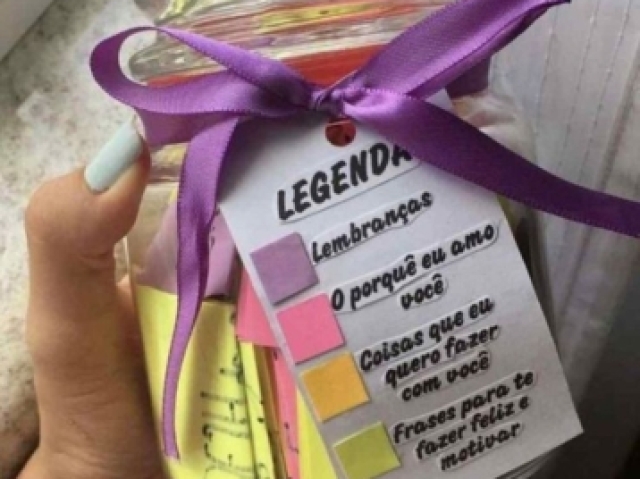 LEGENDA
Lembranças
O porquê eu amo
você
Coisas que eu
quero fazer
com você
Frases para te
fazer feliz e
motivar